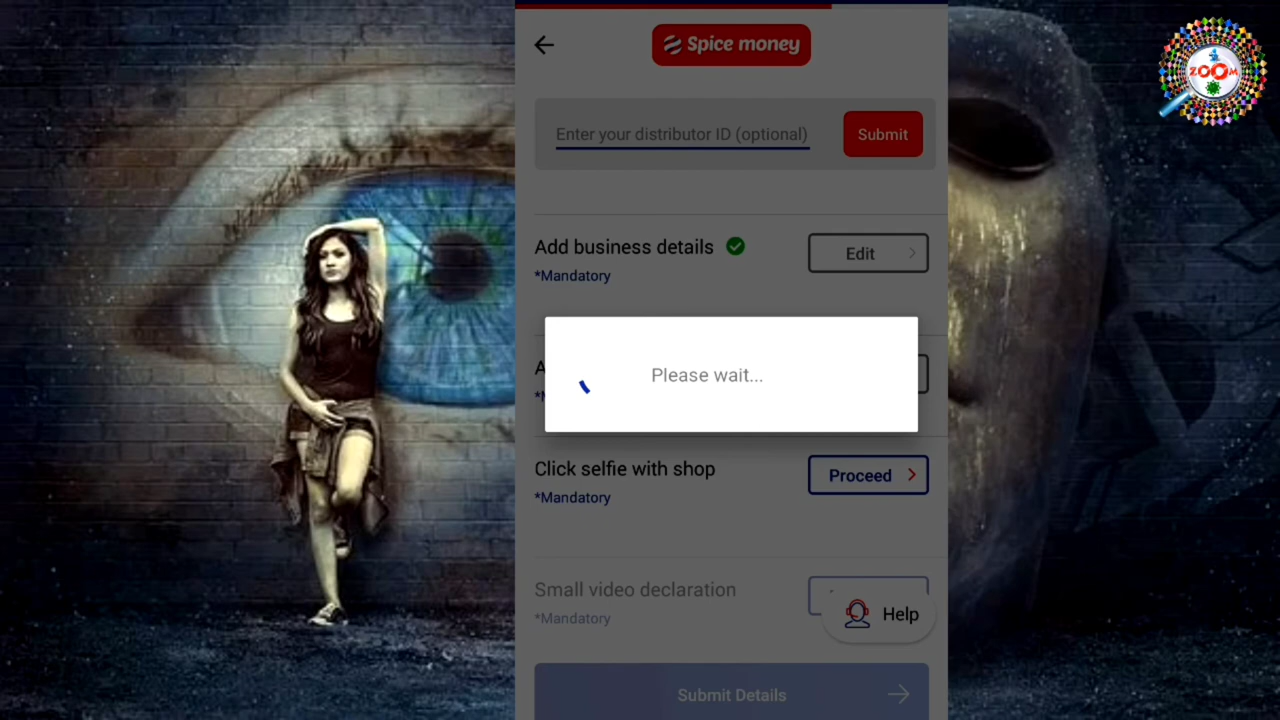 Spice money
ZOOM
Enter your distributor ID (optional)
Submit
Add business details
Edit
*Mandatory
Please wait...
Click selfie with shop
Proceed
*Mandatory
Small video declaration
*Mandatory
Help
Submit Details